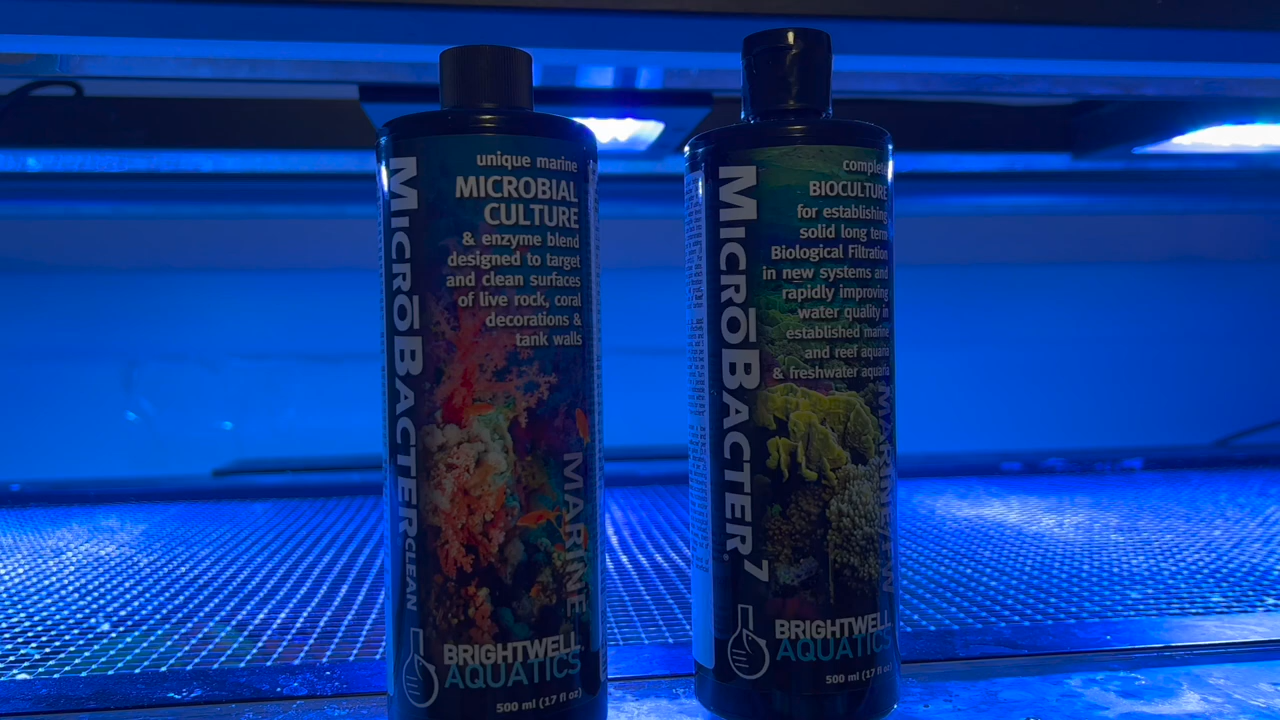 MICRŌBACTERCLEAN
unique marine
MICROBIAL
CULTURE
& enzyme blend
designed to target
and clean surfaces
of live rock, coral
decorations &
tank walls
MARINE
BRIGHTWELL
AQUATICS
500 ml (17 fl oz)
MICRŌBACTER7
complete
BIOCULTURE
for establishing
solid long term
Biological Filtration
in new systems and
rapidly improving
water quality in
established marine
and reef aquaria
& freshwater aquaria
BRIGHTWELL
AQUATICS
500 ml (17 fl oz)